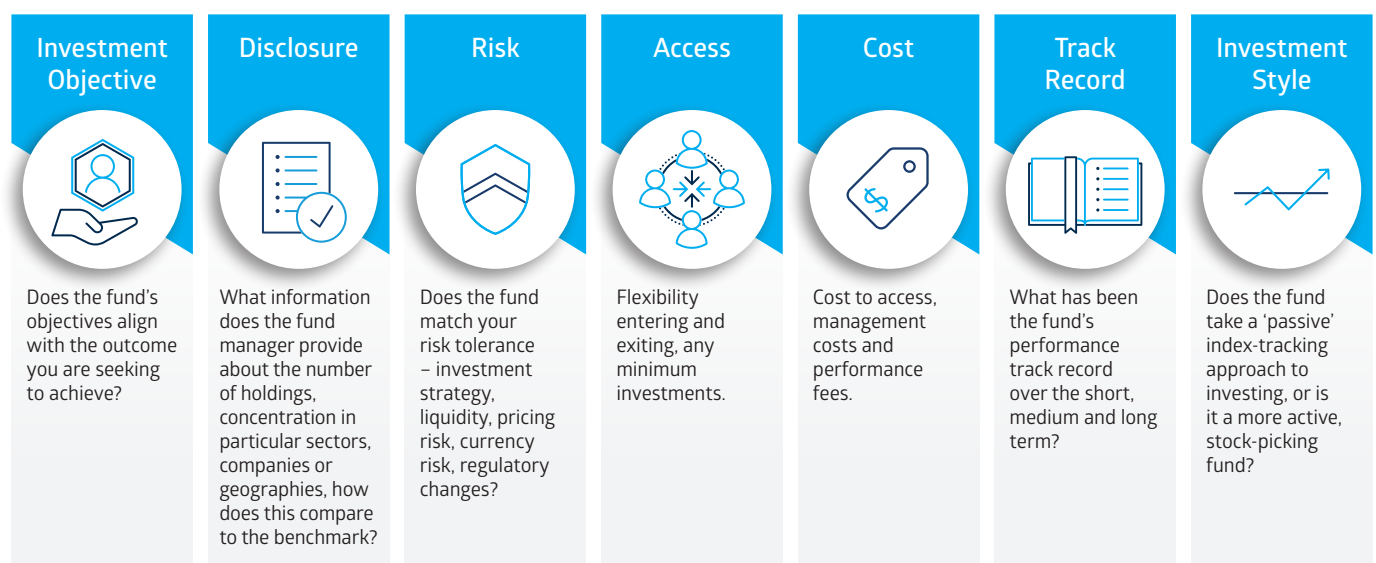 Investment
Objective
Does the fund's
objectives align
with the outcome
you are seeking
to achieve?
Disclosure
What information
does the fund
manager provide
about the number
of holdings,
concentration in
particular sectors,
companies or
geographies, how
does this compare
to the benchmark?
Risk
Does the fund
match your
risk tolerance
– investment
strategy,
liquidity, pricing
risk, currency
risk, regulatory
changes?
Access
Flexibility
entering and
exiting, any
minimum
investments.
Cost
$
Cost to access,
management
costs and
performance
fees.
Track
Record
What has been
the fund's
performance
track record
over the short,
medium and long
term?
Investment
Style
Does the fund
take a ‘passive’
index-tracking
approach to
investing, or is
it a more active,
stock-picking
fund?